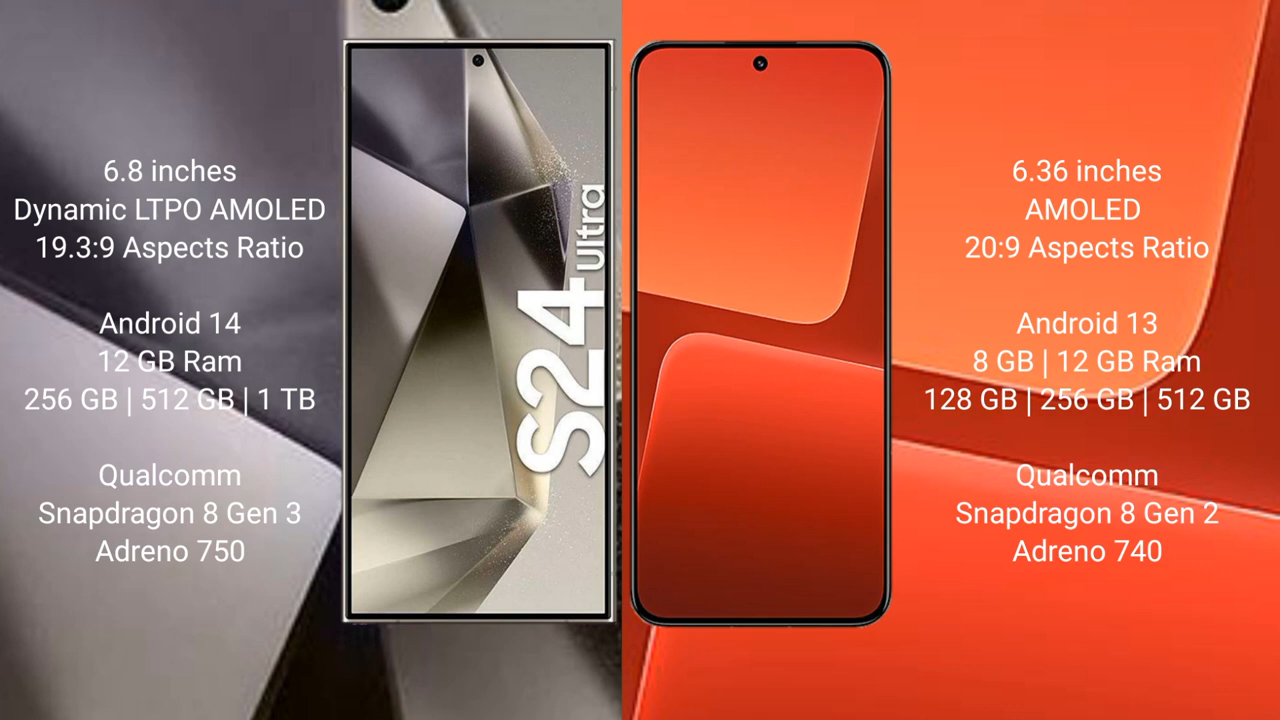 6.8 inches
Dynamic LTPO AMOLED
19.3:9 Aspects Ratio
Android 14
12 GB Ram
256 GB | 512 GB | 1 TB
Qualcomm
Snapdragon 8 Gen 3
Adreno 750
S24 Ultra
6.36 inches
AMOLED
20:9 Aspects Ratio
Android 13
8 GB | 12 GB Ram
128 GB | 256 GB | 512 GB
Qualcomm
Snapdragon 8 Gen 2
Adreno 740